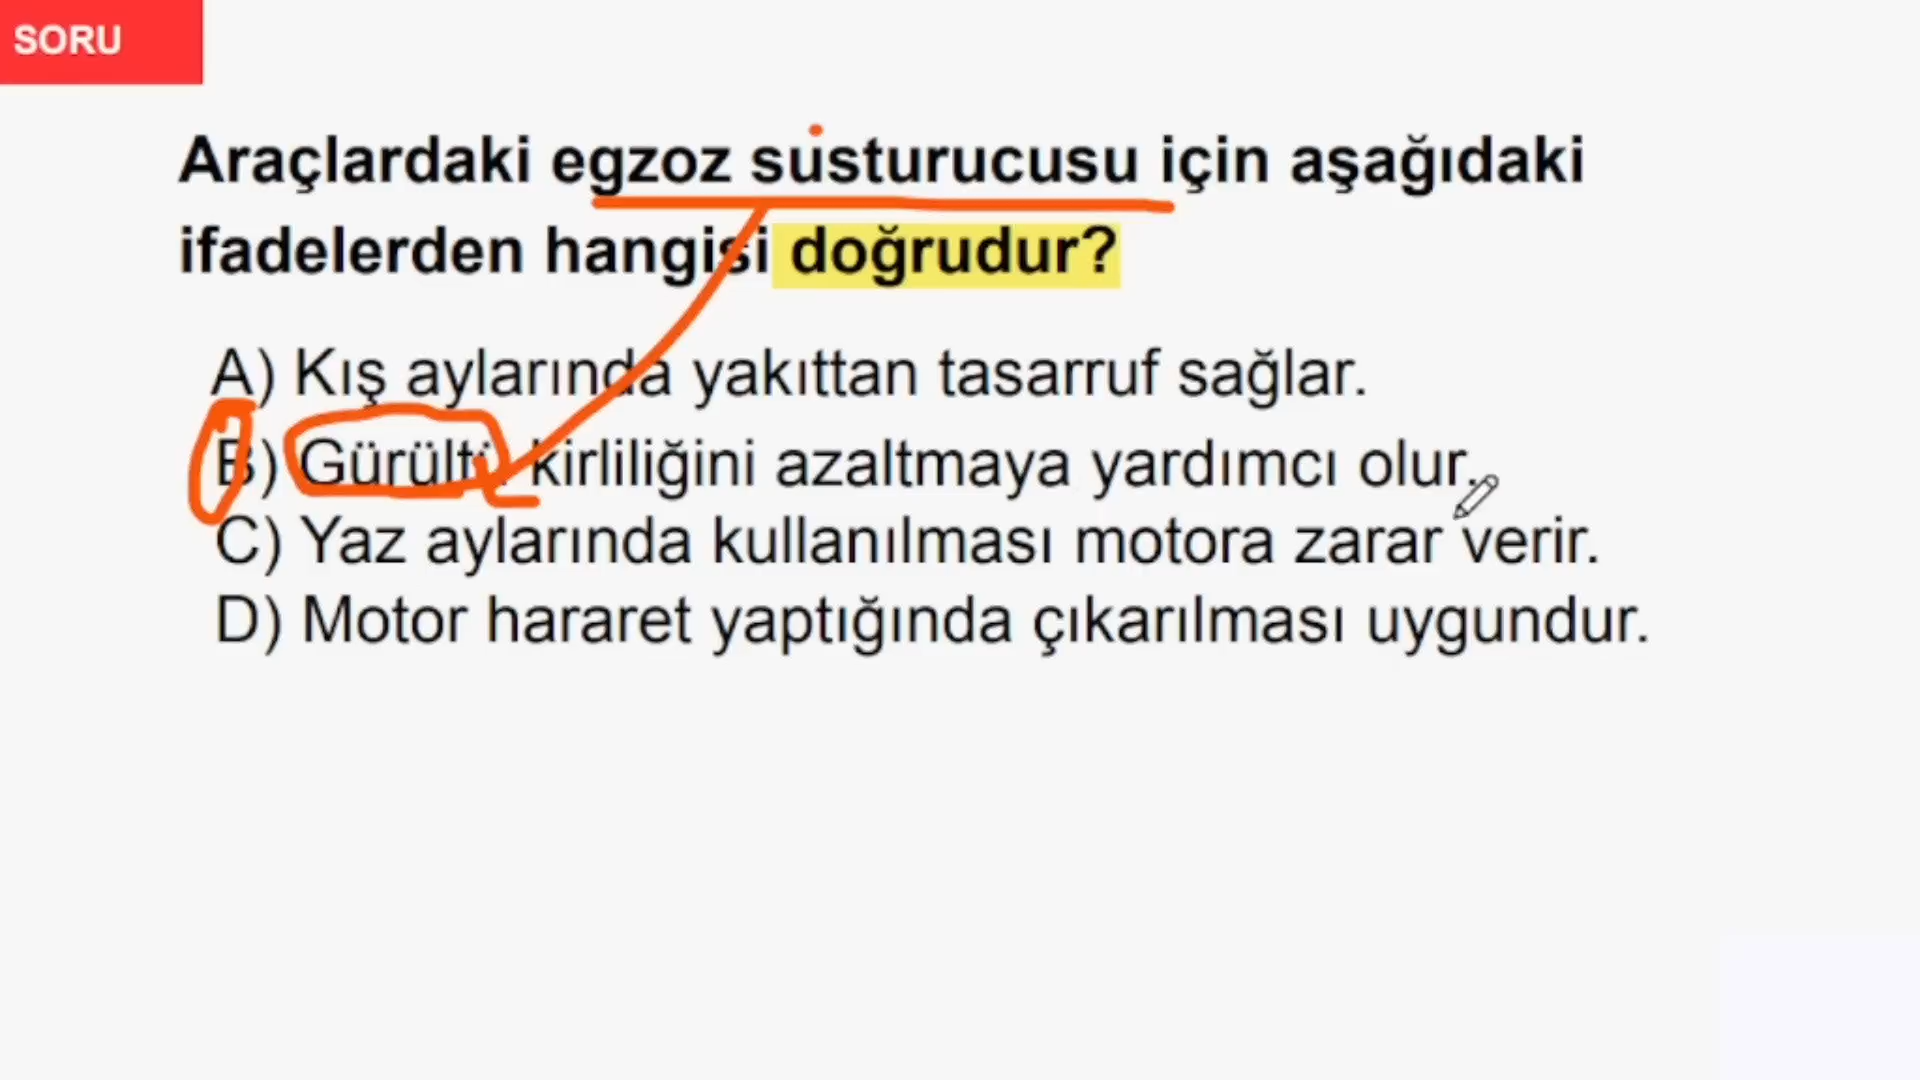 SORU
Araçlardaki egzoz susturucusu için aşağıdaki
ifadelerden hangisi doğrudur?
A) Kış aylarında yakıttan tasarruf sağlar.
B) Gürültü kirliliğini azaltmaya yardımcı olur.
C) Yaz aylarında kullanılması motora zarar verir.
D) Motor hararet yaptığında çıkarılması uygundur.